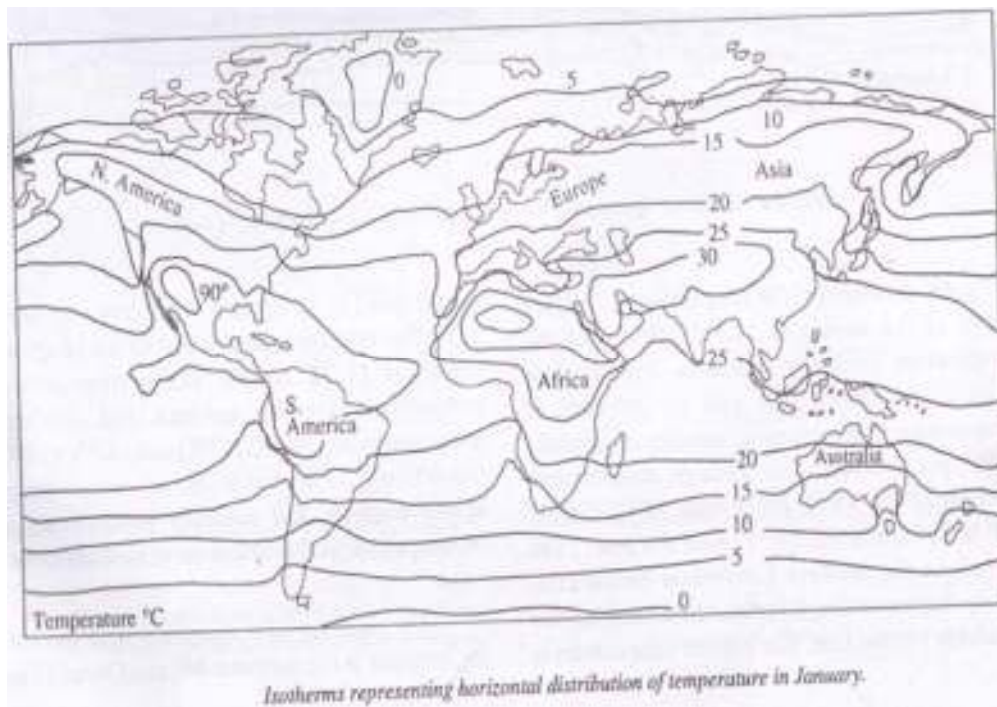 0
5
10
15
N. America
Europe
Asia
20
25
30
90°
25
Africa
S.
America
20
Australia
15
10
5
0
Temperature °C
Isotherms representing horizontal distribution of temperature in January.